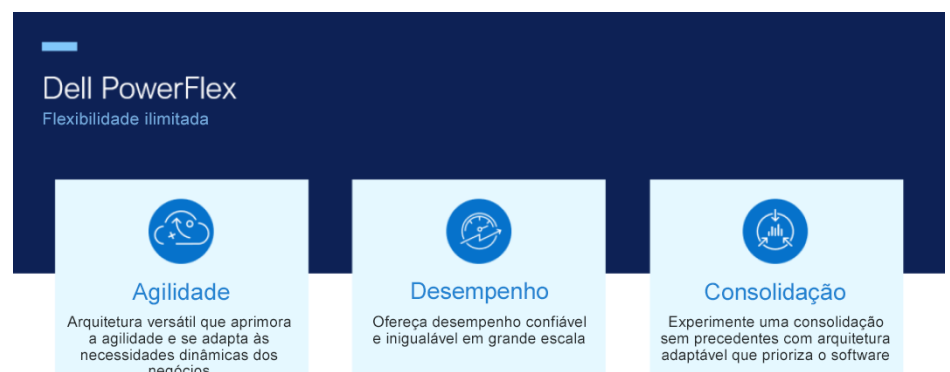 Dell PowerFlex
Flexibilidade ilimitada
Agilidade
Arquitetura versátil que aprimora
a agilidade e se adapta às
necessidades dinâmicas dos
negócios
Desempenho
Ofereça desempenho confiável
e inigualável em grande escala
Consolidação
Experimente uma consolidação
sem precedentes com arquitetura
adaptável que prioriza o software